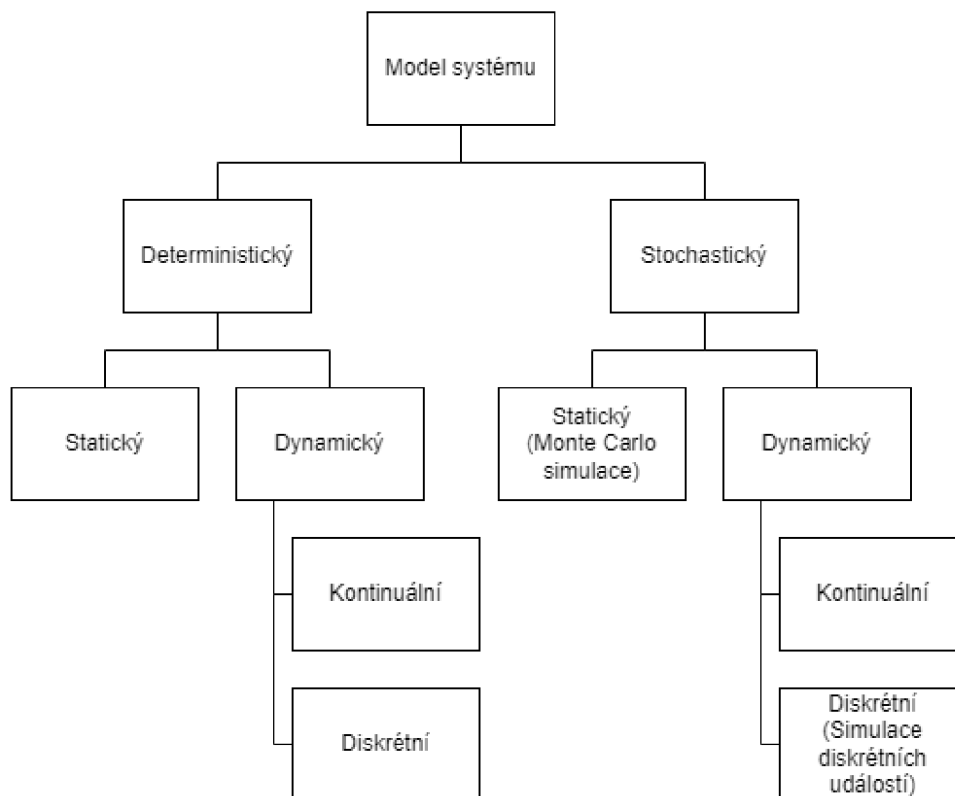 Model systému
Deterministický
Stochastický
Statický
Dynamický
Statický
(Monte Carlo
simulace)
Dynamický
Kontinuální
Kontinuální
Diskrétní
Diskrétní
(Simulace
diskrétních
událostí)